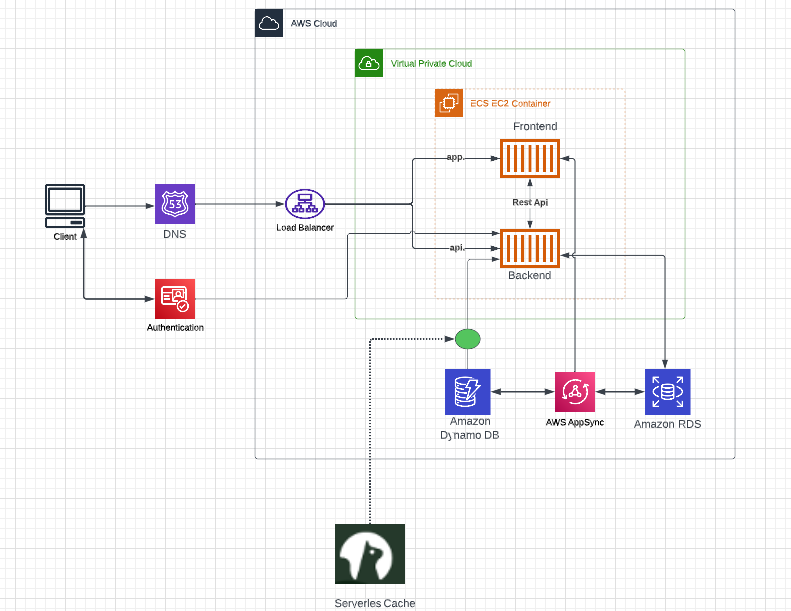 AWS Cloud
Virtual Private Cloud
ECS EC2 Container
Frontend
app.
53
Rest Api
Client
DNS
Load Balancer
api.
Backend
Authentication
Amazon
Dynamo DB
AWS AppSync
Amazon RDS
Serverles Cache